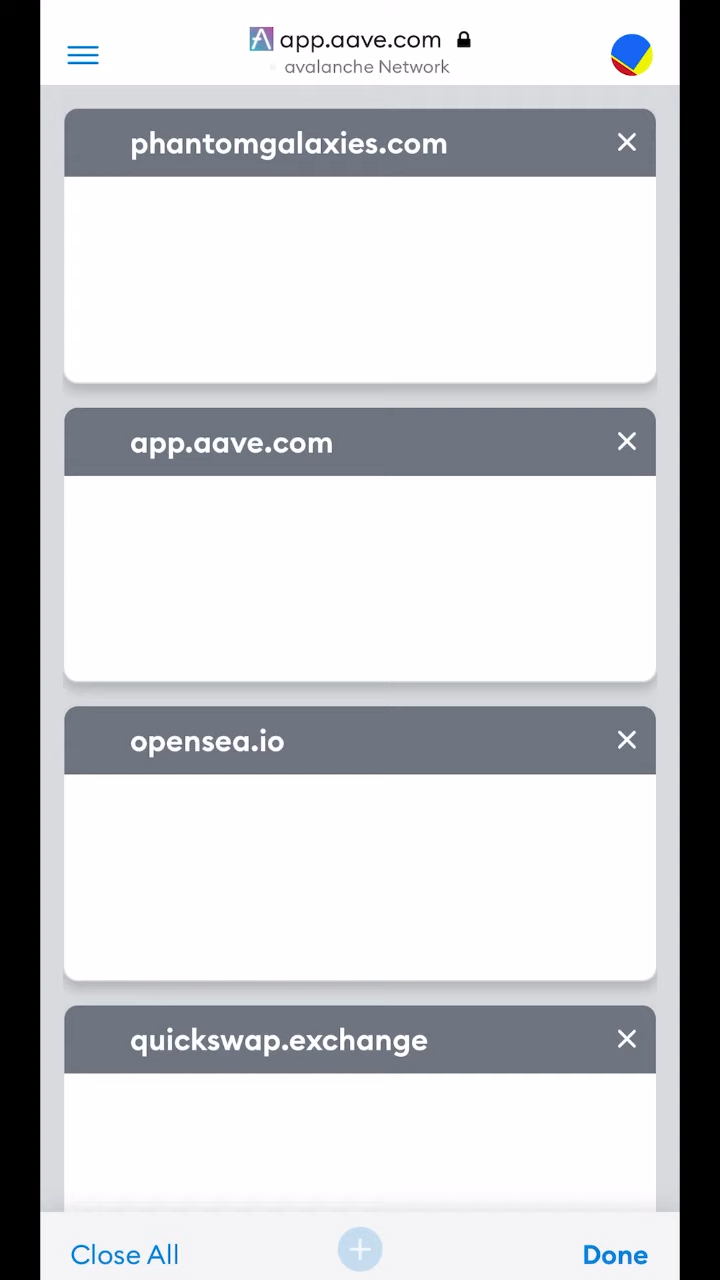 app.aave.com
avalanche Network
phantomgalaxies.com
app.aave.com
opensea.io
quickswap.exchange
Close All
Done